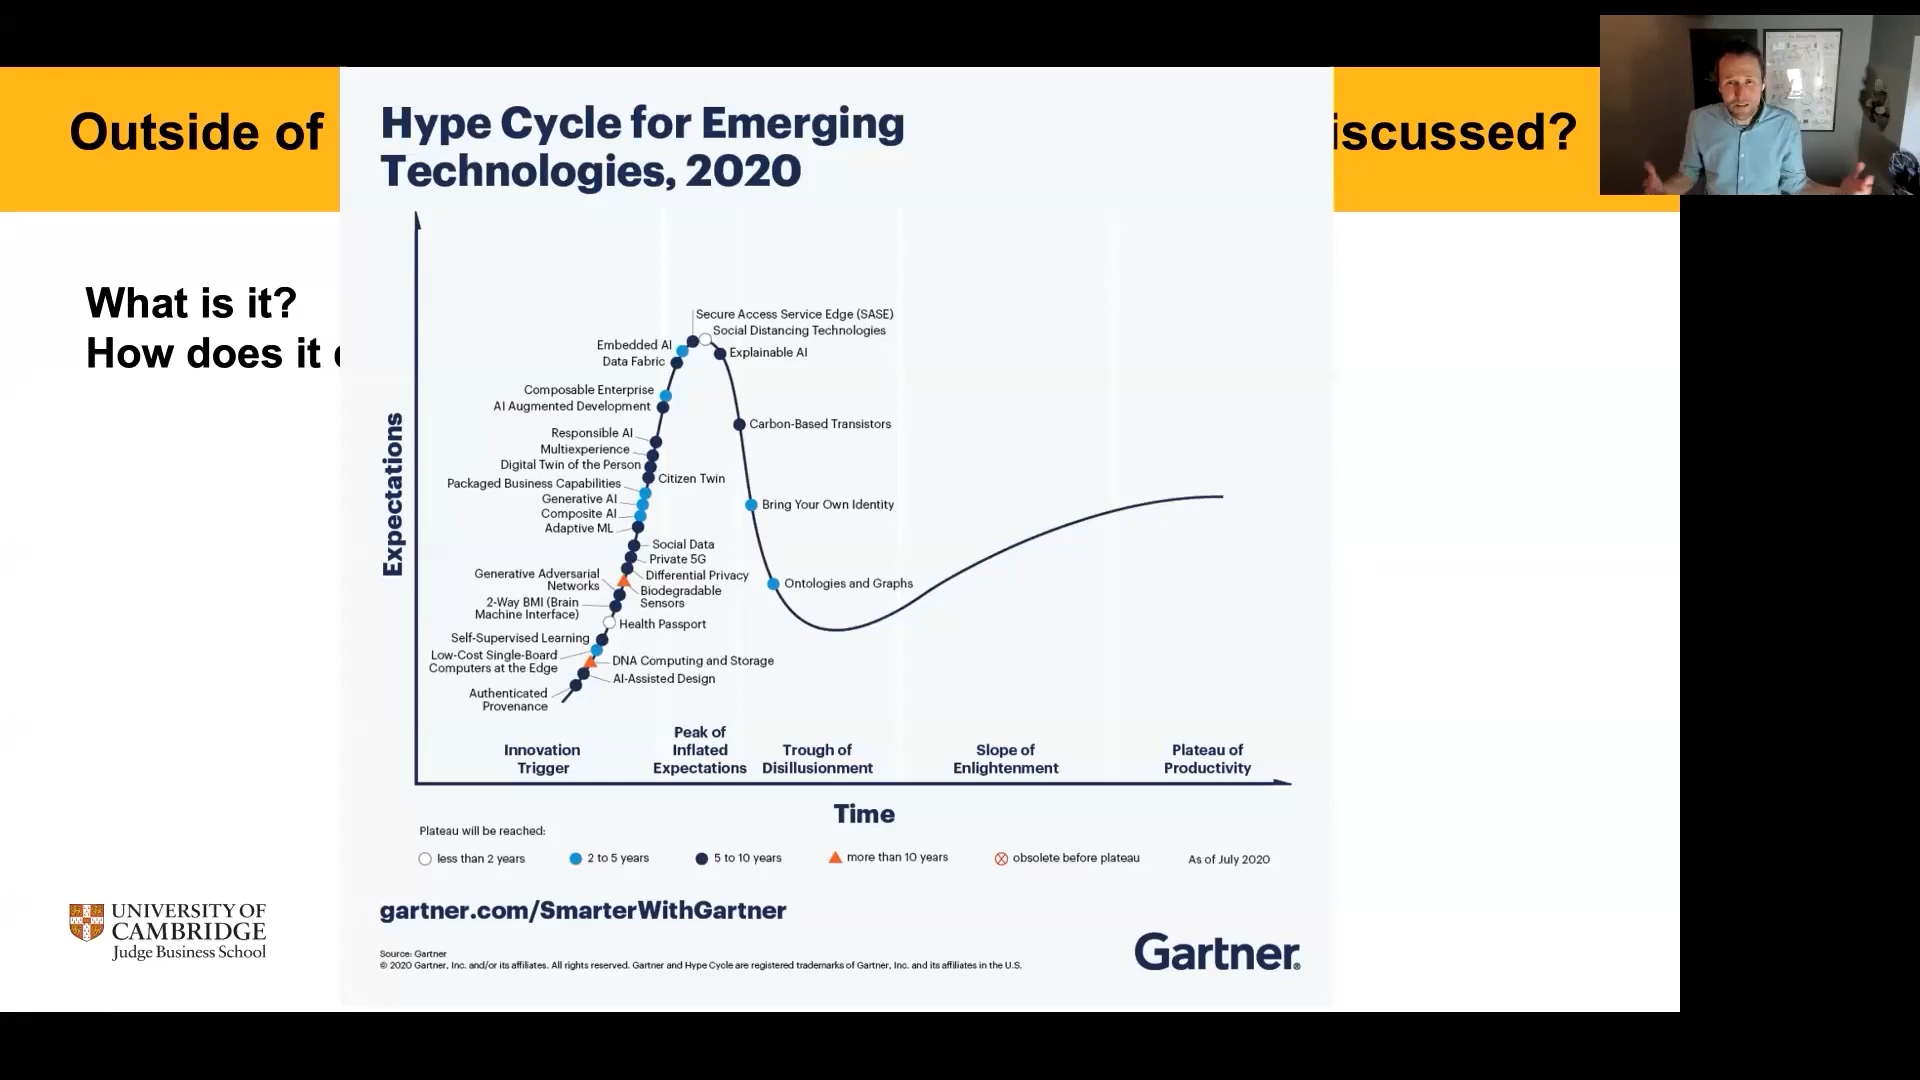 Outside of
iscussed?
What is it?
How does it
Hype Cycle for Emerging
Technologies, 2020
Expectations
Secure Access Service Edge (SASE)
Social Distancing Technologies
Embedded AI
Explainable AI
Data Fabric
Composable Enterprise
AI Augmented Development
Carbon-Based Transistors
Responsible AI
Multiexperience
Digital Twin of the Person
Citizen Twin
Packaged Business Capabilities
Generative AI
Bring Your Own Identity
Composite AI
Adaptive ML
Social Data
Private 5G
Generative Adversarial
Networks
Differential Privacy
Ontologies and Graphs
Biodegradable
Sensors
2-Way BMI (Brain
Machine Interface)
Health Passport
Self-Supervised Learning
Low-Cost Single-Board
Computers at the Edge
DNA Computing and Storage
AI-Assisted Design
Authenticated
Provenance
Innovation
Trigger
Peak of
Inflated
Expectations
Trough of
Disillusionment
Slope of
Enlightenment
Plateau of
Productivity
Time
Plateau will be reached:
less than 2 years
2 to 5 years
5 to 10 years
more than 10 years
obsolete before plateau
As of July 2020
gartner.com/SmarterWithGartner
Source: Gartner
© 2020 Gartner, Inc. and/or its affiliates. All rights reserved. Gartner and Hype Cycle are registered trademarks of Gartner, Inc. and its affiliates in the U.S.
Gartner®
UNIVERSITY OF
CAMBRIDGE
Judge Business School